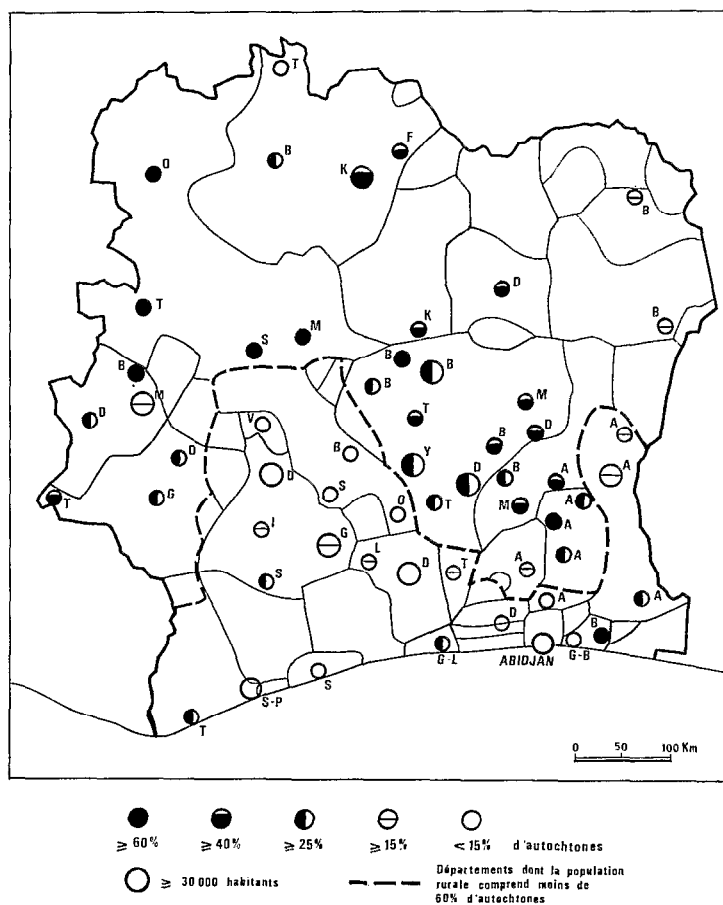 T
F
B
O
K
B
D
B
T
K
M
S
B
B
B
B
M
M
T
D
V
B
D
A
D
B
Y
D
A
B
D
T
G
S
O
T
M
A
A
A
I
G
L
D
T
A
A
S
A
A
D
B
G-L
ABIDJAN
G-B
S
S-P
T
0 50 100 Km
≥ 60% ≥ 40% ≥ 25% ≥ 15% < 15% d'autochtones
≥ 30 000 habitants
Départements dont la population
rurale comprend moins de
60% d'autochtones